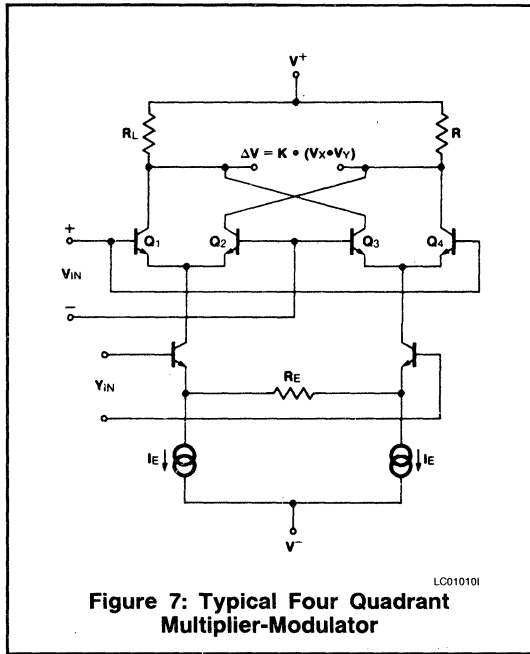 V+
RL
R
ΔV = K • (VX•VY)
+
Q1
Q2
Q3
Q4
VIN
−
YIN
RE
IE
IE
V−
LC01010I
Figure 7: Typical Four Quadrant
Multiplier-Modulator